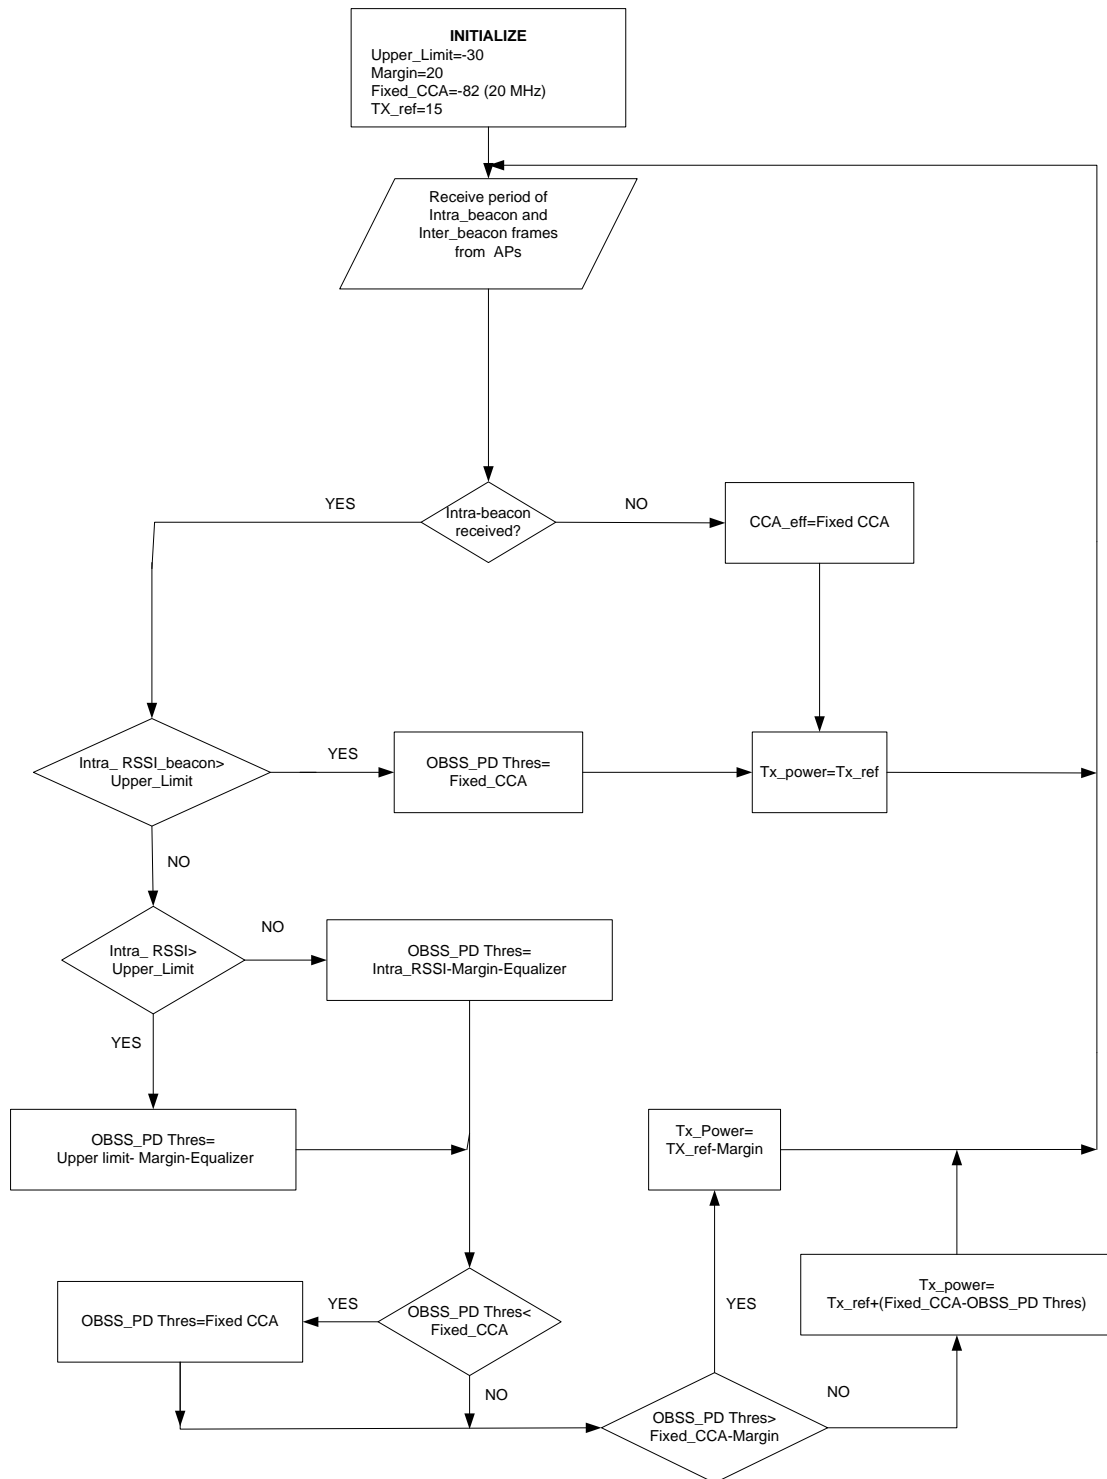 INITIALIZE
Upper_Limit=-30
Margin=20
Fixed_CCA=-82 (20 MHz)
TX_ref=15
Receive period of
Intra_beacon and
Inter_beacon frames
from APs
YES
Intra-beacon
received?
NO
CCA_eff=Fixed CCA
Intra_ RSSI_beacon>
Upper_Limit
YES
OBSS_PD Thres=
Fixed_CCA
Tx_power=Tx_ref
NO
Intra_ RSSI>
Upper_Limit
NO
OBSS_PD Thres=
Intra_RSSI-Margin-Equalizer
YES
OBSS_PD Thres=
Upper limit- Margin-Equalizer
Tx_Power=
TX_ref-Margin
OBSS_PD Thres=Fixed CCA
YES
OBSS_PD Thres<
Fixed_CCA
NO
YES
Tx_power=
Tx_ref+(Fixed_CCA-OBSS_PD Thres)
OBSS_PD Thres>
Fixed_CCA-Margin
NO